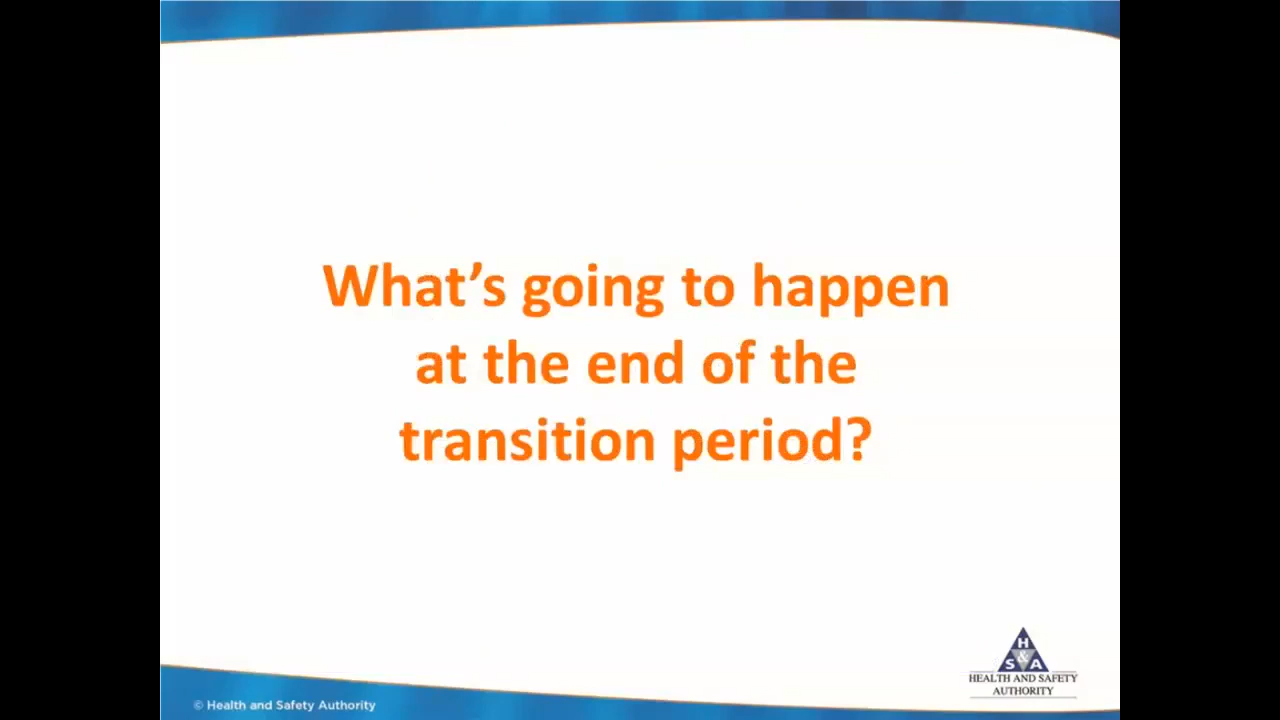 What's going to happen
at the end of the
transition period?
H
& 
S A
HEALTH AND SAFETY
AUTHORITY
© Health and Safety Authority